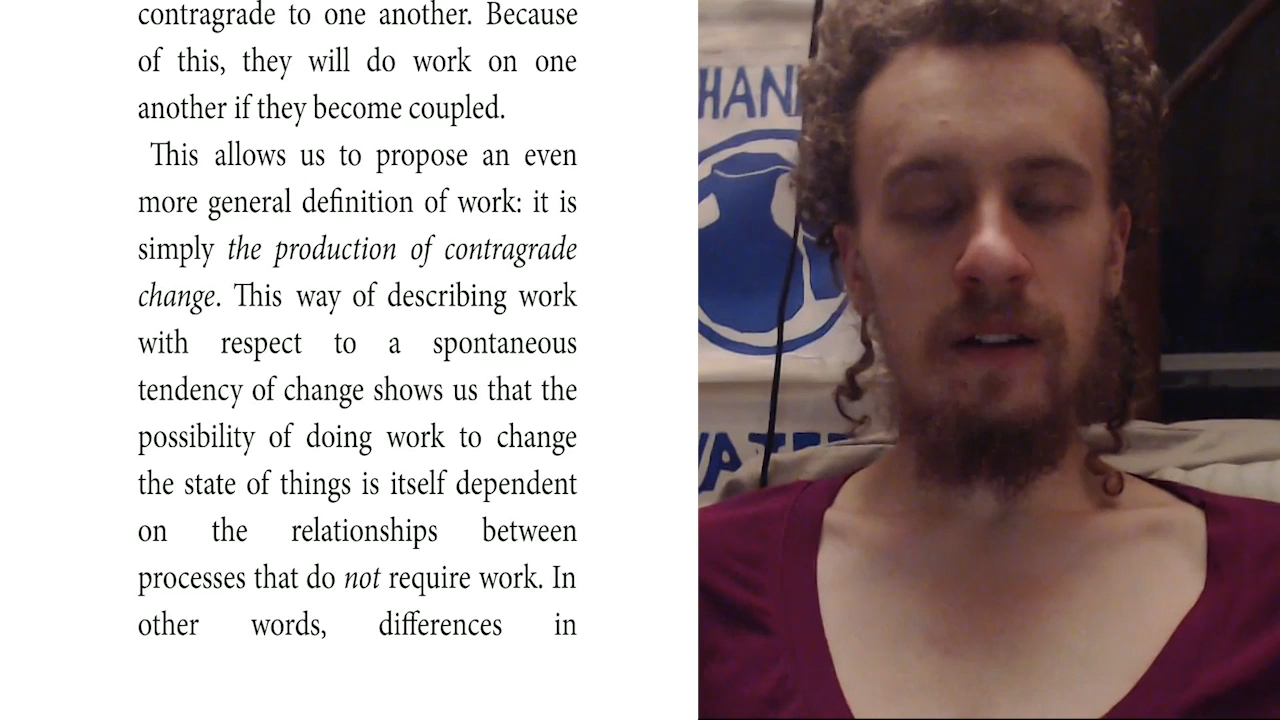 contragrade to one another. Because
of this, they will do work on one
another if they become coupled.
This allows us to propose an even
more general definition of work: it is
simply the production of contragrade
change. This way of describing work
with respect to a spontaneous
tendency of change shows us that the
possibility of doing work to change
the state of things is itself dependent
on the relationships between
processes that do not require work. In
other words, differences in